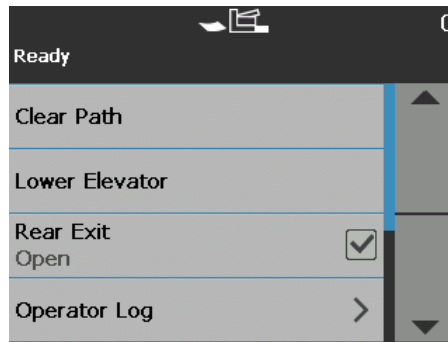 Ready
Clear Path
Lower Elevator
Rear Exit
Open
Operator Log